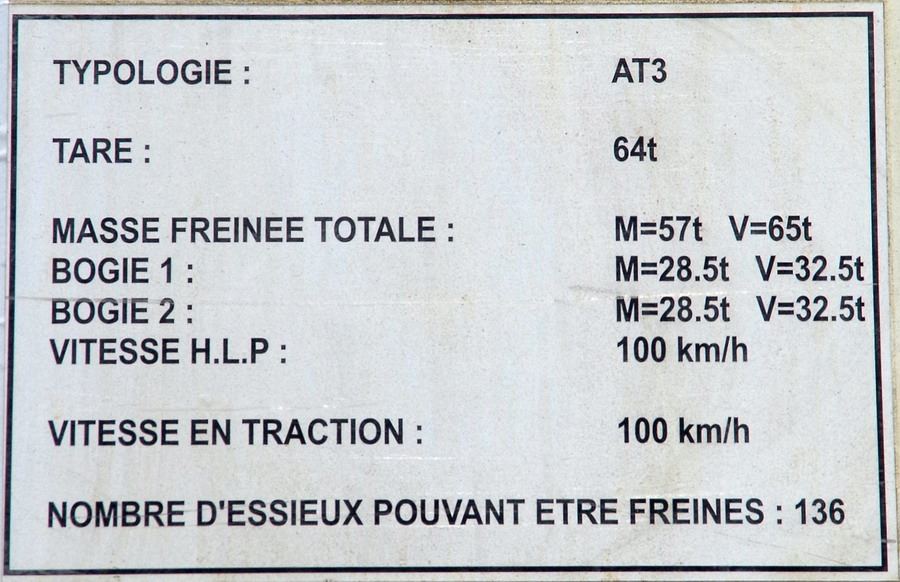 TYPOLOGIE : AT3
TARE : 64t
MASSE FREINEE TOTALE : M=57t V=65t
BOGIE 1 : M=28.5t V=32.5t
BOGIE 2 : M=28.5t V=32.5t
VITESSE H.L.P : 100 km/h
VITESSE EN TRACTION : 100 km/h
NOMBRE D'ESSIEUX POUVANT ETRE FREINES : 136